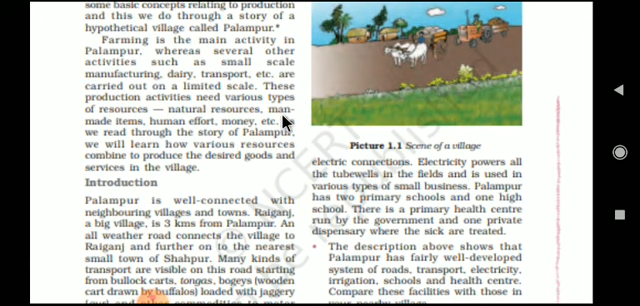 some basic concepts relating to production
and this we do through a story of a
hypothetical village called Palampur.*
Farming is the main activity in
Palampur, whereas several other
activities such as small scale
manufacturing, dairy, transport, etc. are
carried out on a limited scale. These
production activities need various types
of resources — natural resources, man-
made items, human effort, money, etc.
we read through the story of Palampur,
we will learn how various resources
combine to produce the desired goods and
services in the village.
Introduction
Palampur is well-connected with
neighbouring villages and towns. Raiganj,
a big village, is 3 kms from Palampur. An
all weather road connects the village to
Raiganj and further on to the nearest
small town of Shahpur. Many kinds of
transport are visible on this road starting
from bullock carts, tongas, bogeys (wooden
cart drawn by buffalos) loaded with jaggery
Picture 1.1 Scene of a village
electric connections. Electricity powers all
the tubewells in the fields and is used in
various types of small business. Palampur
has two primary schools and one high
school. There is a primary health centre
run by the government and one private
dispensary where the sick are treated.
• The description above shows that
Palampur has fairly well-developed
system of roads, transport, electricity,
irrigation, schools and health centre.
Compare these facilities with those in